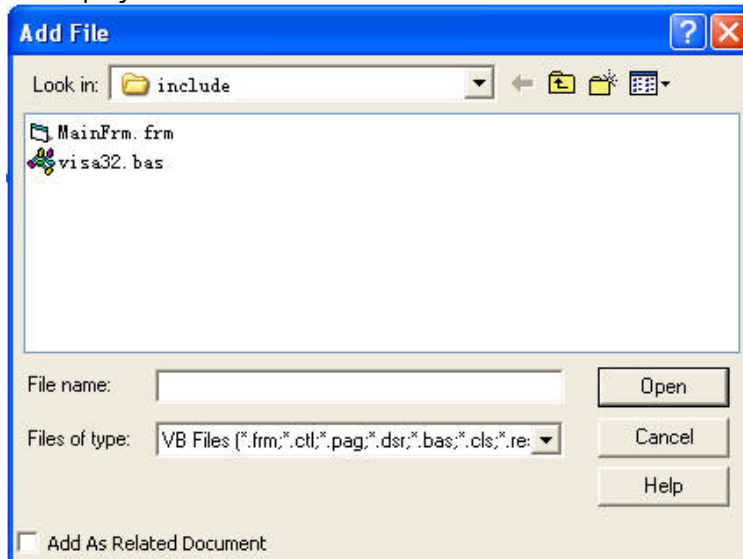 Add File
Look in: include
MainFrm. frm
visa32. bas
File name: Open
Files of type: VB Files (*.frm;*.ctl;*.pag;*.dsr;*.bas;*.cls;*.re: Cancel
Help
Add As Related Document